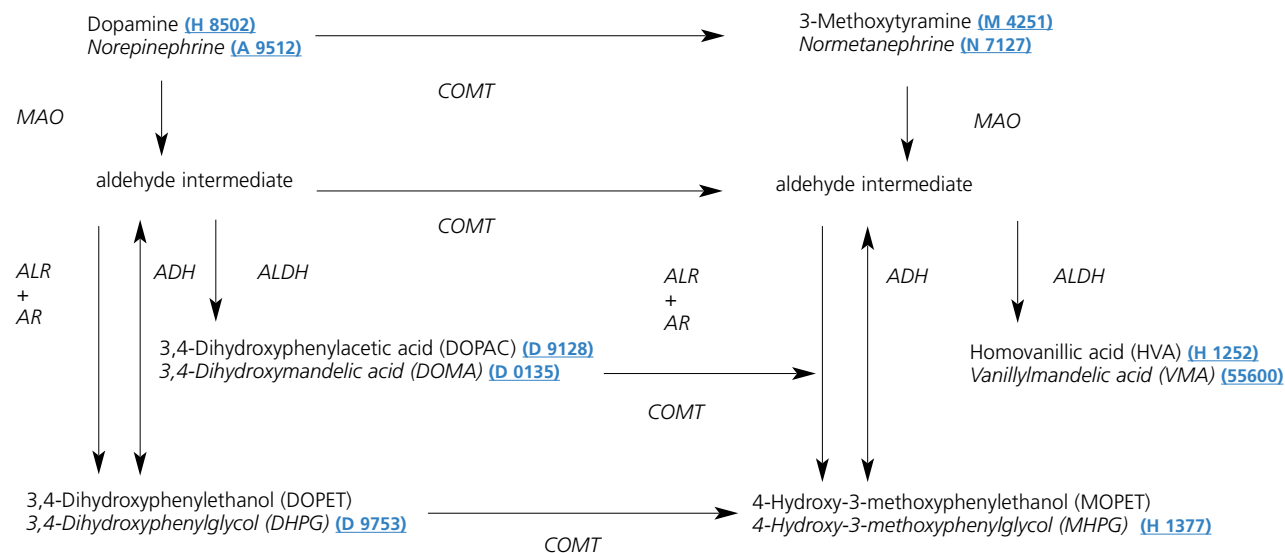 Dopamine (H 8502)
Norepinephrine (A 9512)
3-Methoxytyramine (M 4251)
Normetanephrine (N 7127)
COMT
MAO
MAO
aldehyde intermediate
aldehyde intermediate
COMT
ALR
+
AR
ADH
ALDH
ALR
+
AR
ADH
ALDH
3,4-Dihydroxyphenylacetic acid (DOPAC) (D 9128)
3,4-Dihydroxymandelic acid (DOMA) (D 0135)
Homovanillic acid (HVA) (H 1252)
Vanillylmandelic acid (VMA) (55600)
COMT
3,4-Dihydroxyphenylethanol (DOPET)
3,4-Dihydroxyphenylglycol (DHPG) (D 9753)
4-Hydroxy-3-methoxyphenylethanol (MOPET)
4-Hydroxy-3-methoxyphenylglycol (MHPG) (H 1377)
COMT